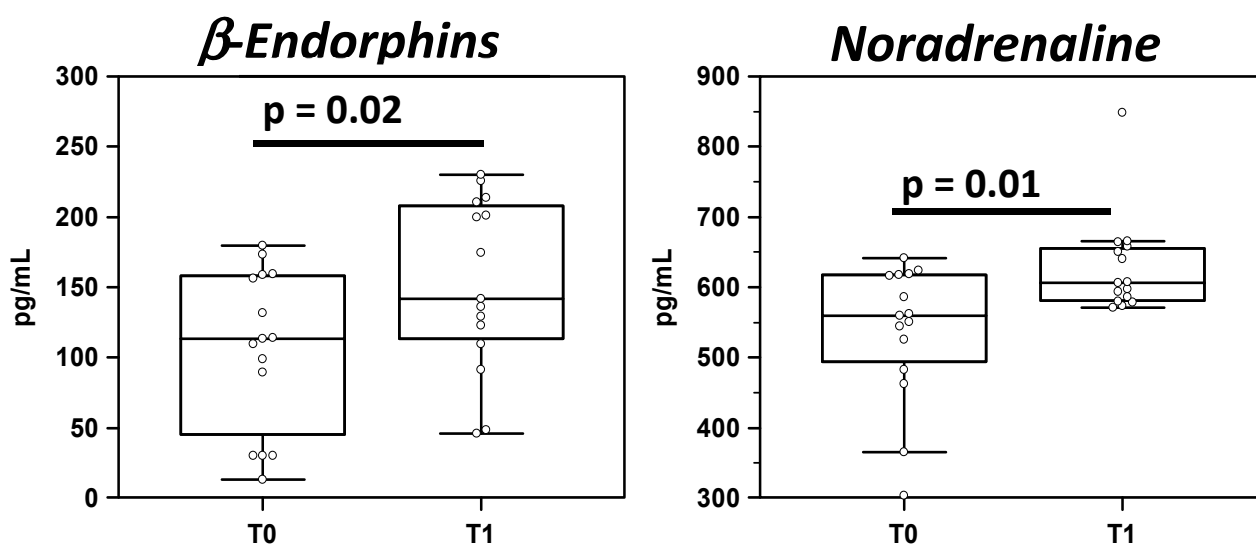 β-Endorphins
300
250
200
150
100
50
0
pg/mL
p = 0.02
T0
T1
Noradrenaline
900
800
700
600
500
400
300
pg/mL
p = 0.01
T0
T1